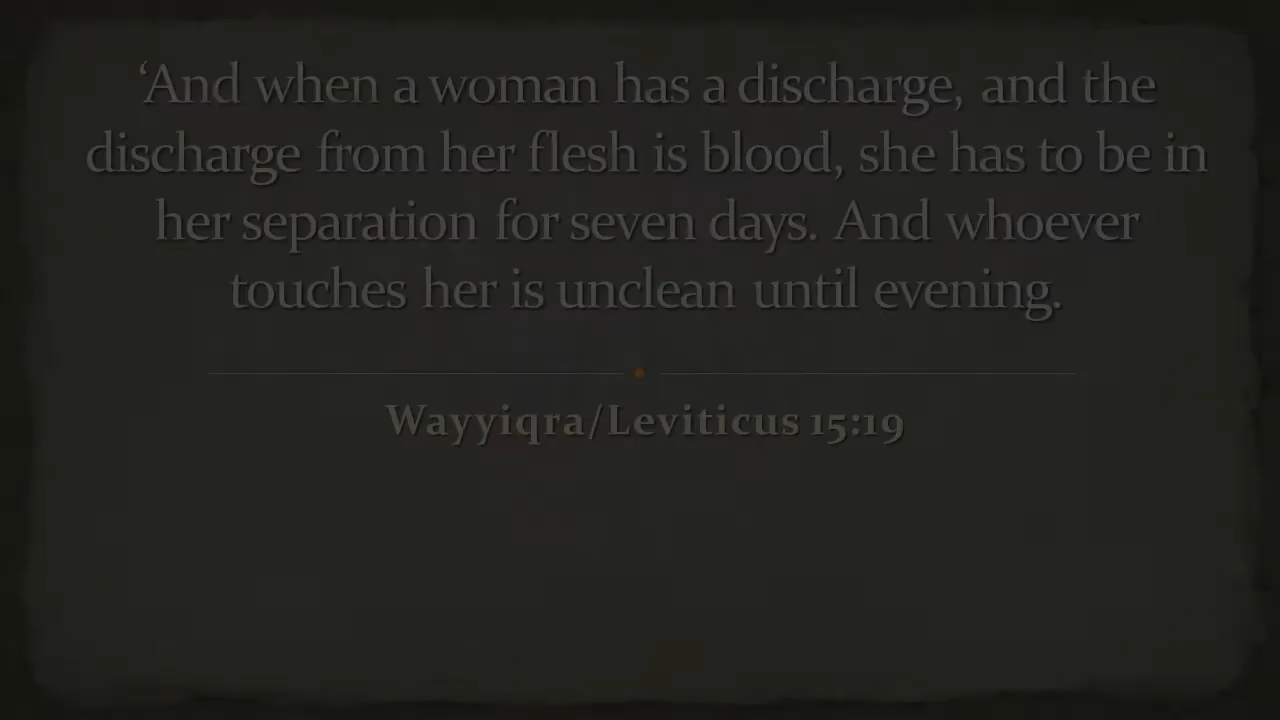 ‘And when a woman has a discharge, and the
discharge from her flesh is blood, she has to be in
her separation for seven days. And whoever
touches her is unclean until evening.
Wayyiqra/Leviticus 15:19